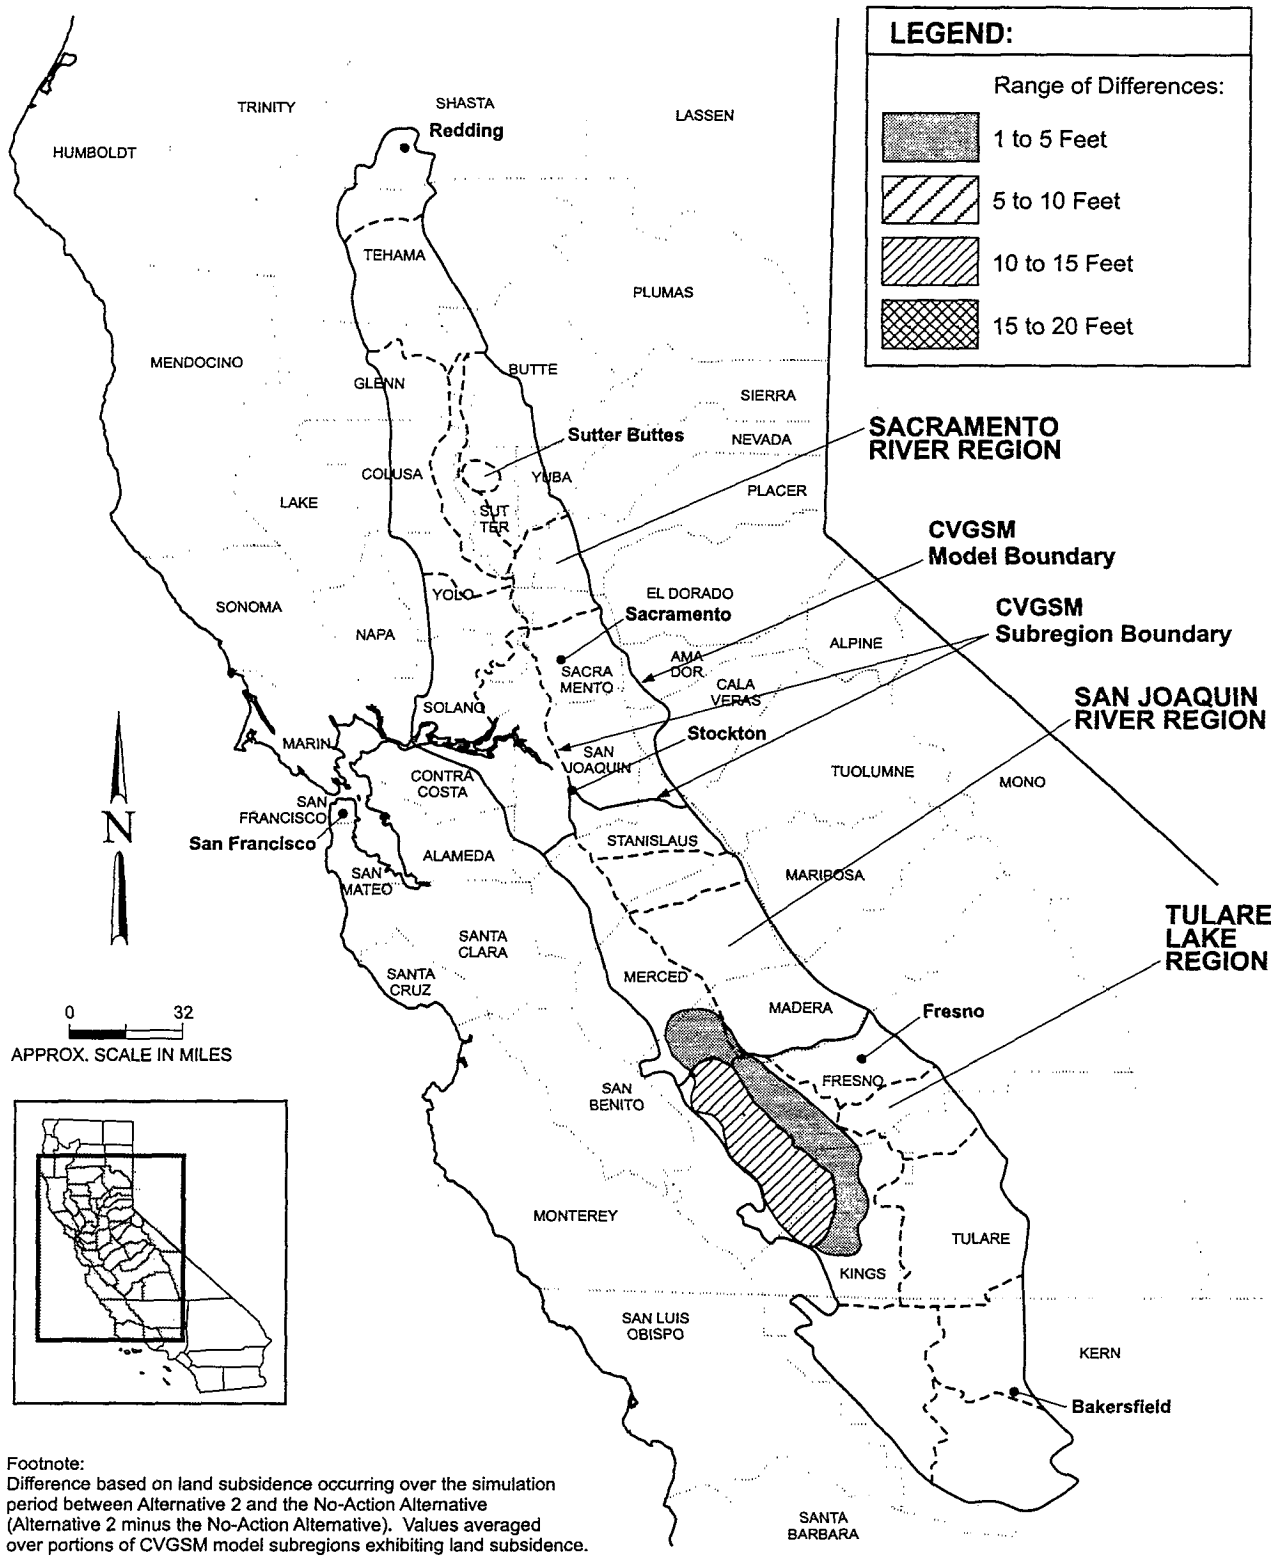 LEGEND:
Range of Differences:
1 to 5 Feet
5 to 10 Feet
10 to 15 Feet
15 to 20 Feet
TRINITY
SHASTA
Redding
LASSEN
HUMBOLDT
TEHAMA
PLUMAS
MENDOCINO
GLENN
BUTTE
SIERRA
Sutter Buttes
NEVADA
SACRAMENTO
RIVER REGION
COLUSA
YUBA
LAKE
SUT
TER
PLACER
CVGSM
Model Boundary
YOLO
EL DORADO
SONOMA
Sacramento
CVGSM
Subregion Boundary
NAPA
ALPINE
AMA
DOR
SACRA
MENTO
CALA
VERAS
SOLANO
SAN JOAQUIN
RIVER REGION
MARIN
Stockton
SAN
JOAQUIN
CONTRA
COSTA
TUOLUMNE
MONO
SAN
FRANCISCO
N
San Francisco
STANISLAUS
ALAMEDA
SAN
MATEO
MARIPOSA
TULARE
LAKE
REGION
SANTA
CLARA
SANTA
CRUZ
MERCED
MADERA
Fresno
0 32
APPROX. SCALE IN MILES
FRESNO
SAN
BENITO
MONTEREY
TULARE
KINGS
SAN LUIS
OBISPO
KERN
Bakersfield
SANTA
BARBARA
Footnote:
Difference based on land subsidence occurring over the simulation
period between Alternative 2 and the No-Action Alternative
(Alternative 2 minus the No-Action Alternative). Values averaged
over portions of CVGSM model subregions exhibiting land subsidence.